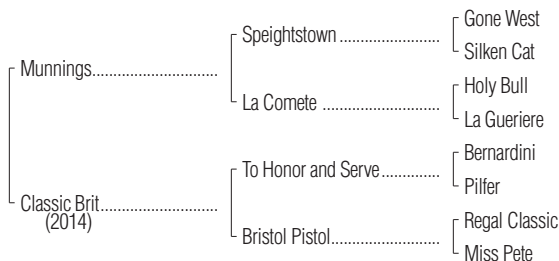 Gone West
Speightstown
Silken Cat
Munnings
Holy Bull
La Comete
La Gueriere
Bernardini
To Honor and Serve
Pilfer
Classic Brit
(2014)
Regal Classic
Bristol Pistol
Miss Pete